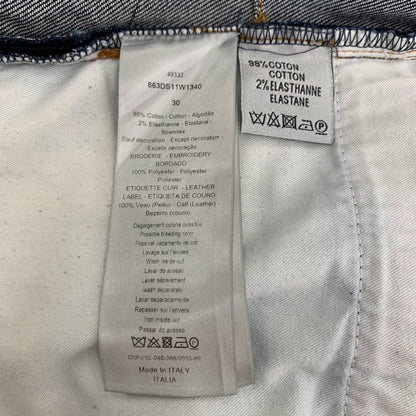 49332
863DS11W1340
30
98% Coton - Cotton - Algodão
2% Elasthanne - Elastane -
Spandex
Sauf decoration - Except decoration -
Exceto decoração
BRODERIE - EMBROIDERY -
BORDADO
100% Polyester - Polyester -
Poliéster
ETIQUETTE CUIR - LEATHER
LABEL - ETIQUETA DE COURO
100% Veau (Peau) - Calf (Leather) -
Bezerro (couro)
Dégorgement coloris possible
Possible bleeding color
Possivel vazamento de cor
Lavage sur l'envers
Wash inside out
Lavar do avesso
Laver séparément
wash separately
Lavar separado
Repasser sur l'envers
Iron inside out
Passar do avesso
Made in ITALY
ITALIA
98% COTON
COTTON
2% ELASTHANNE
ELASTANE